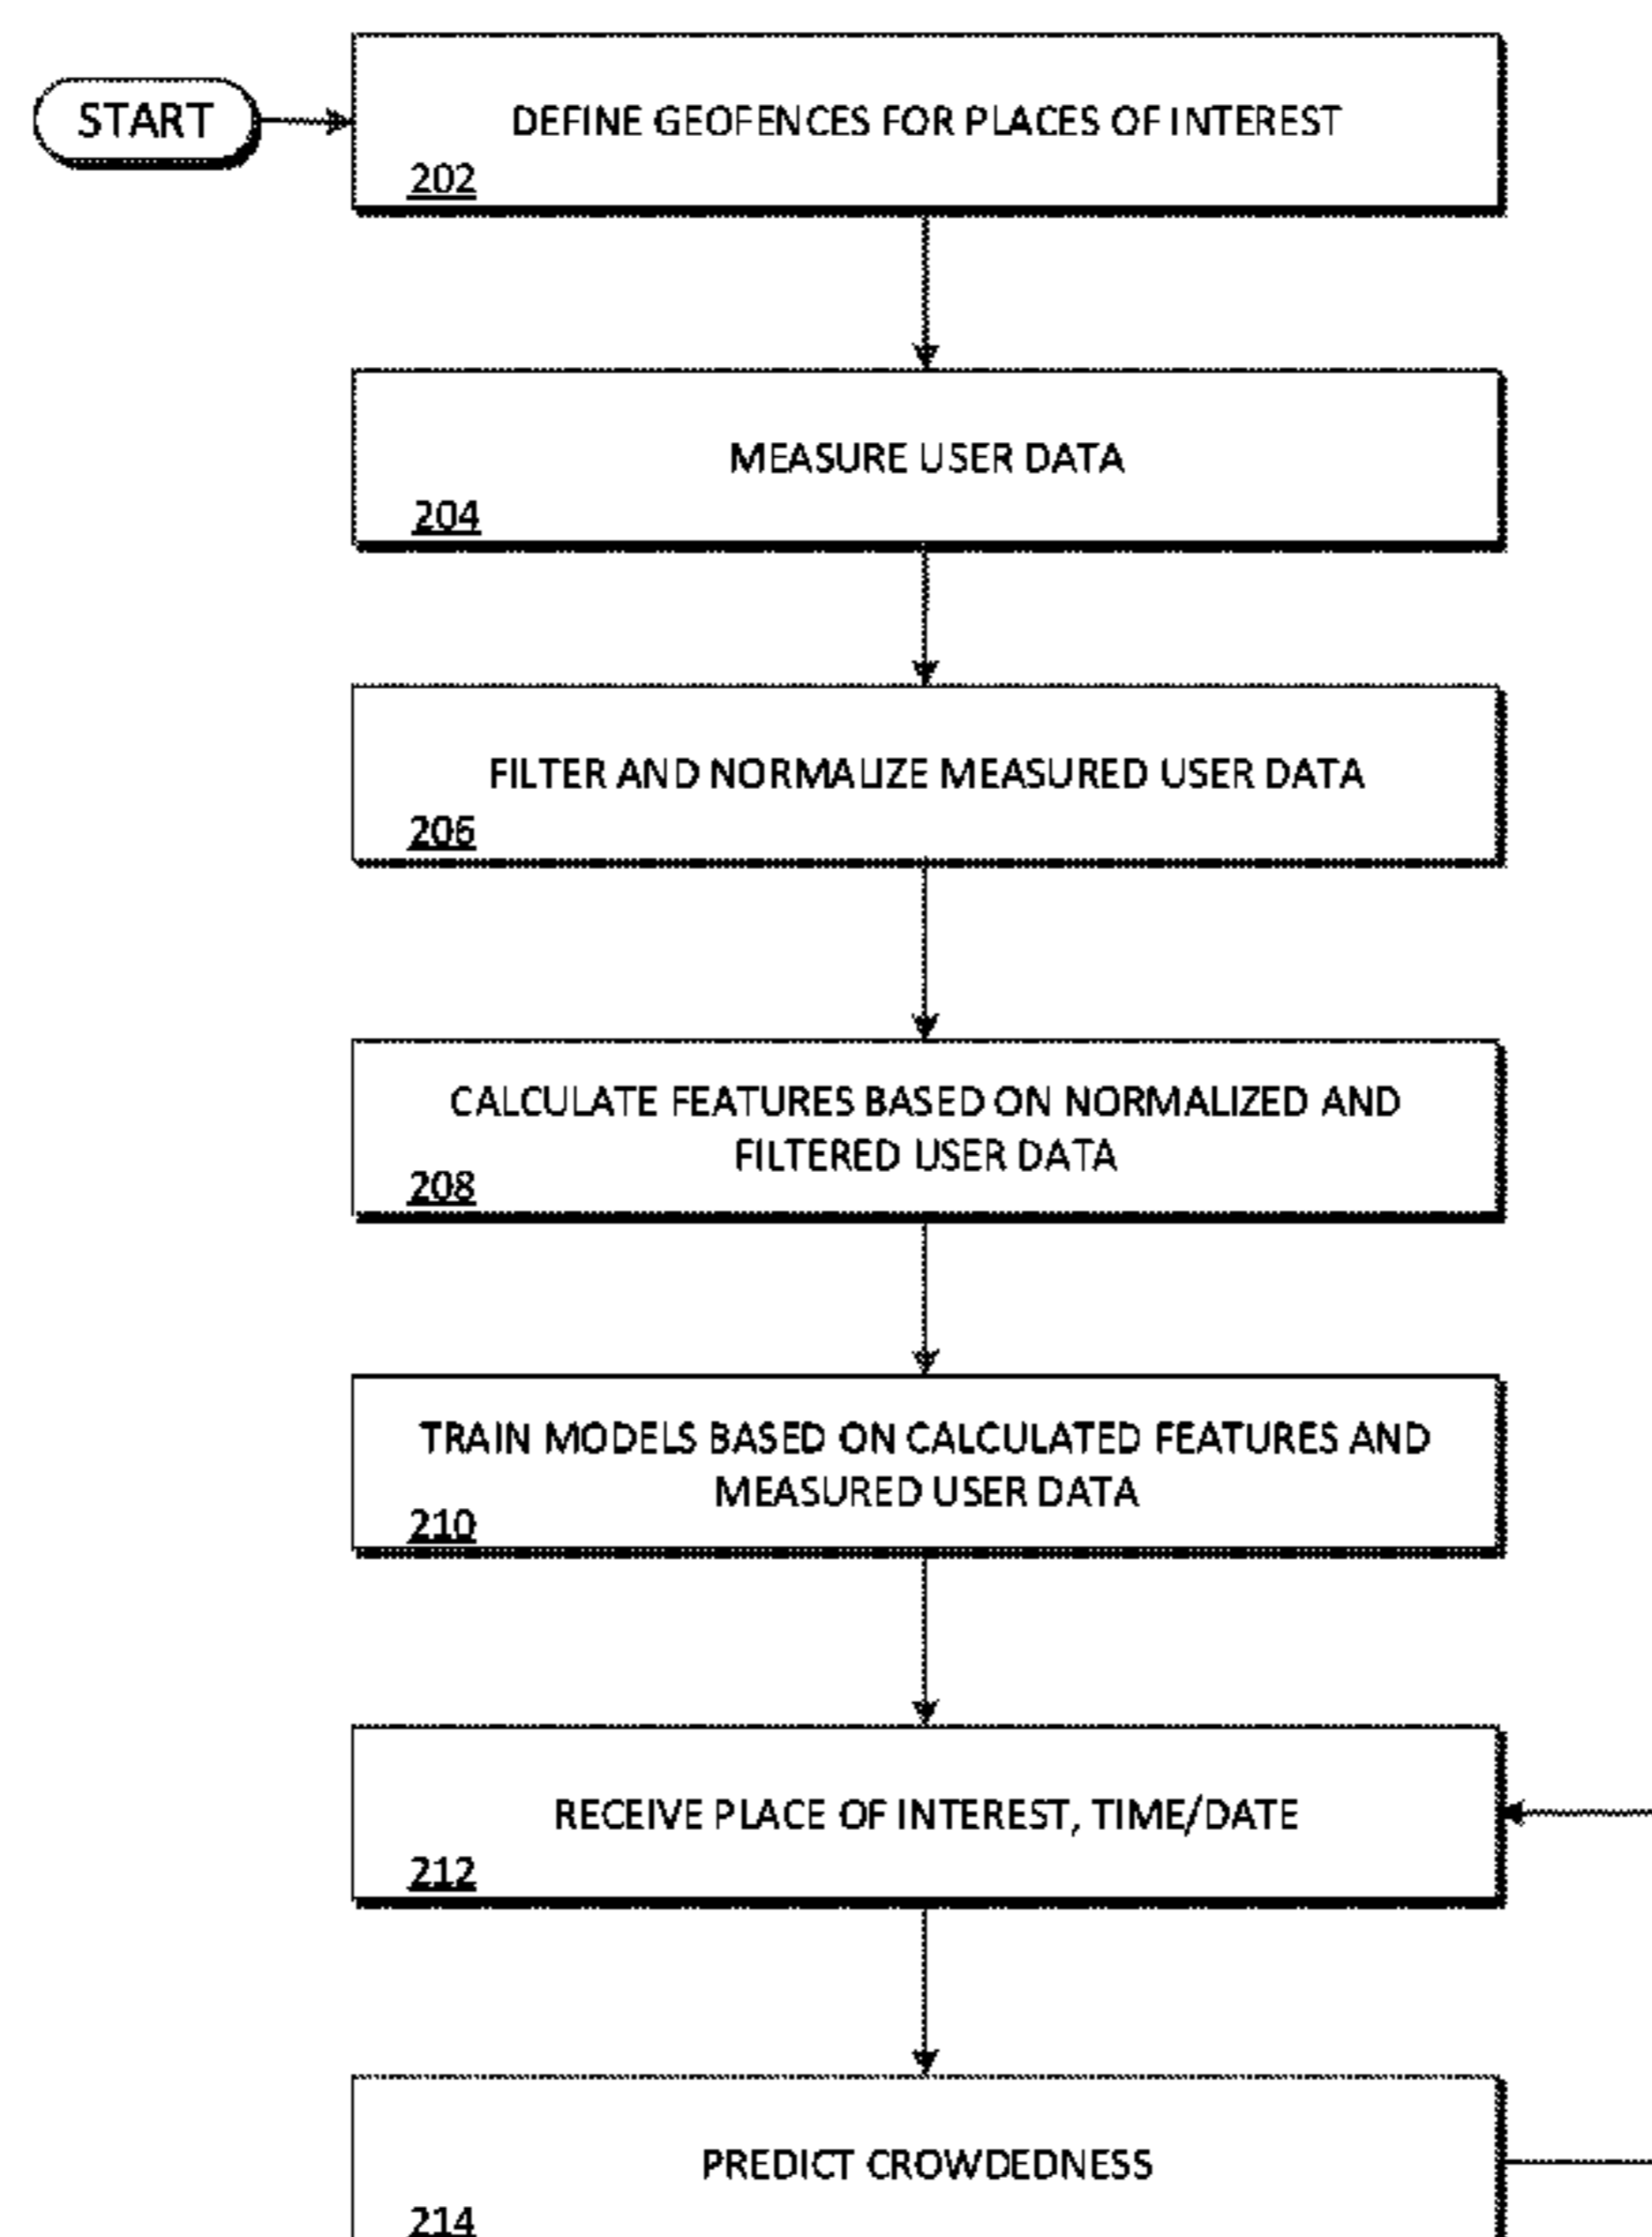 START
DEFINE GEOFENCES FOR PLACES OF INTEREST
202
MEASURE USER DATA
204
FILTER AND NORMALIZE MEASURED USER DATA
206
CALCULATE FEATURES BASED ON NORMALIZED AND
FILTERED USER DATA
208
TRAIN MODELS BASED ON CALCULATED FEATURES AND
MEASURED USER DATA
210
RECEIVE PLACE OF INTEREST, TIME/DATE
212
PREDICT CROWDEDNESS
214